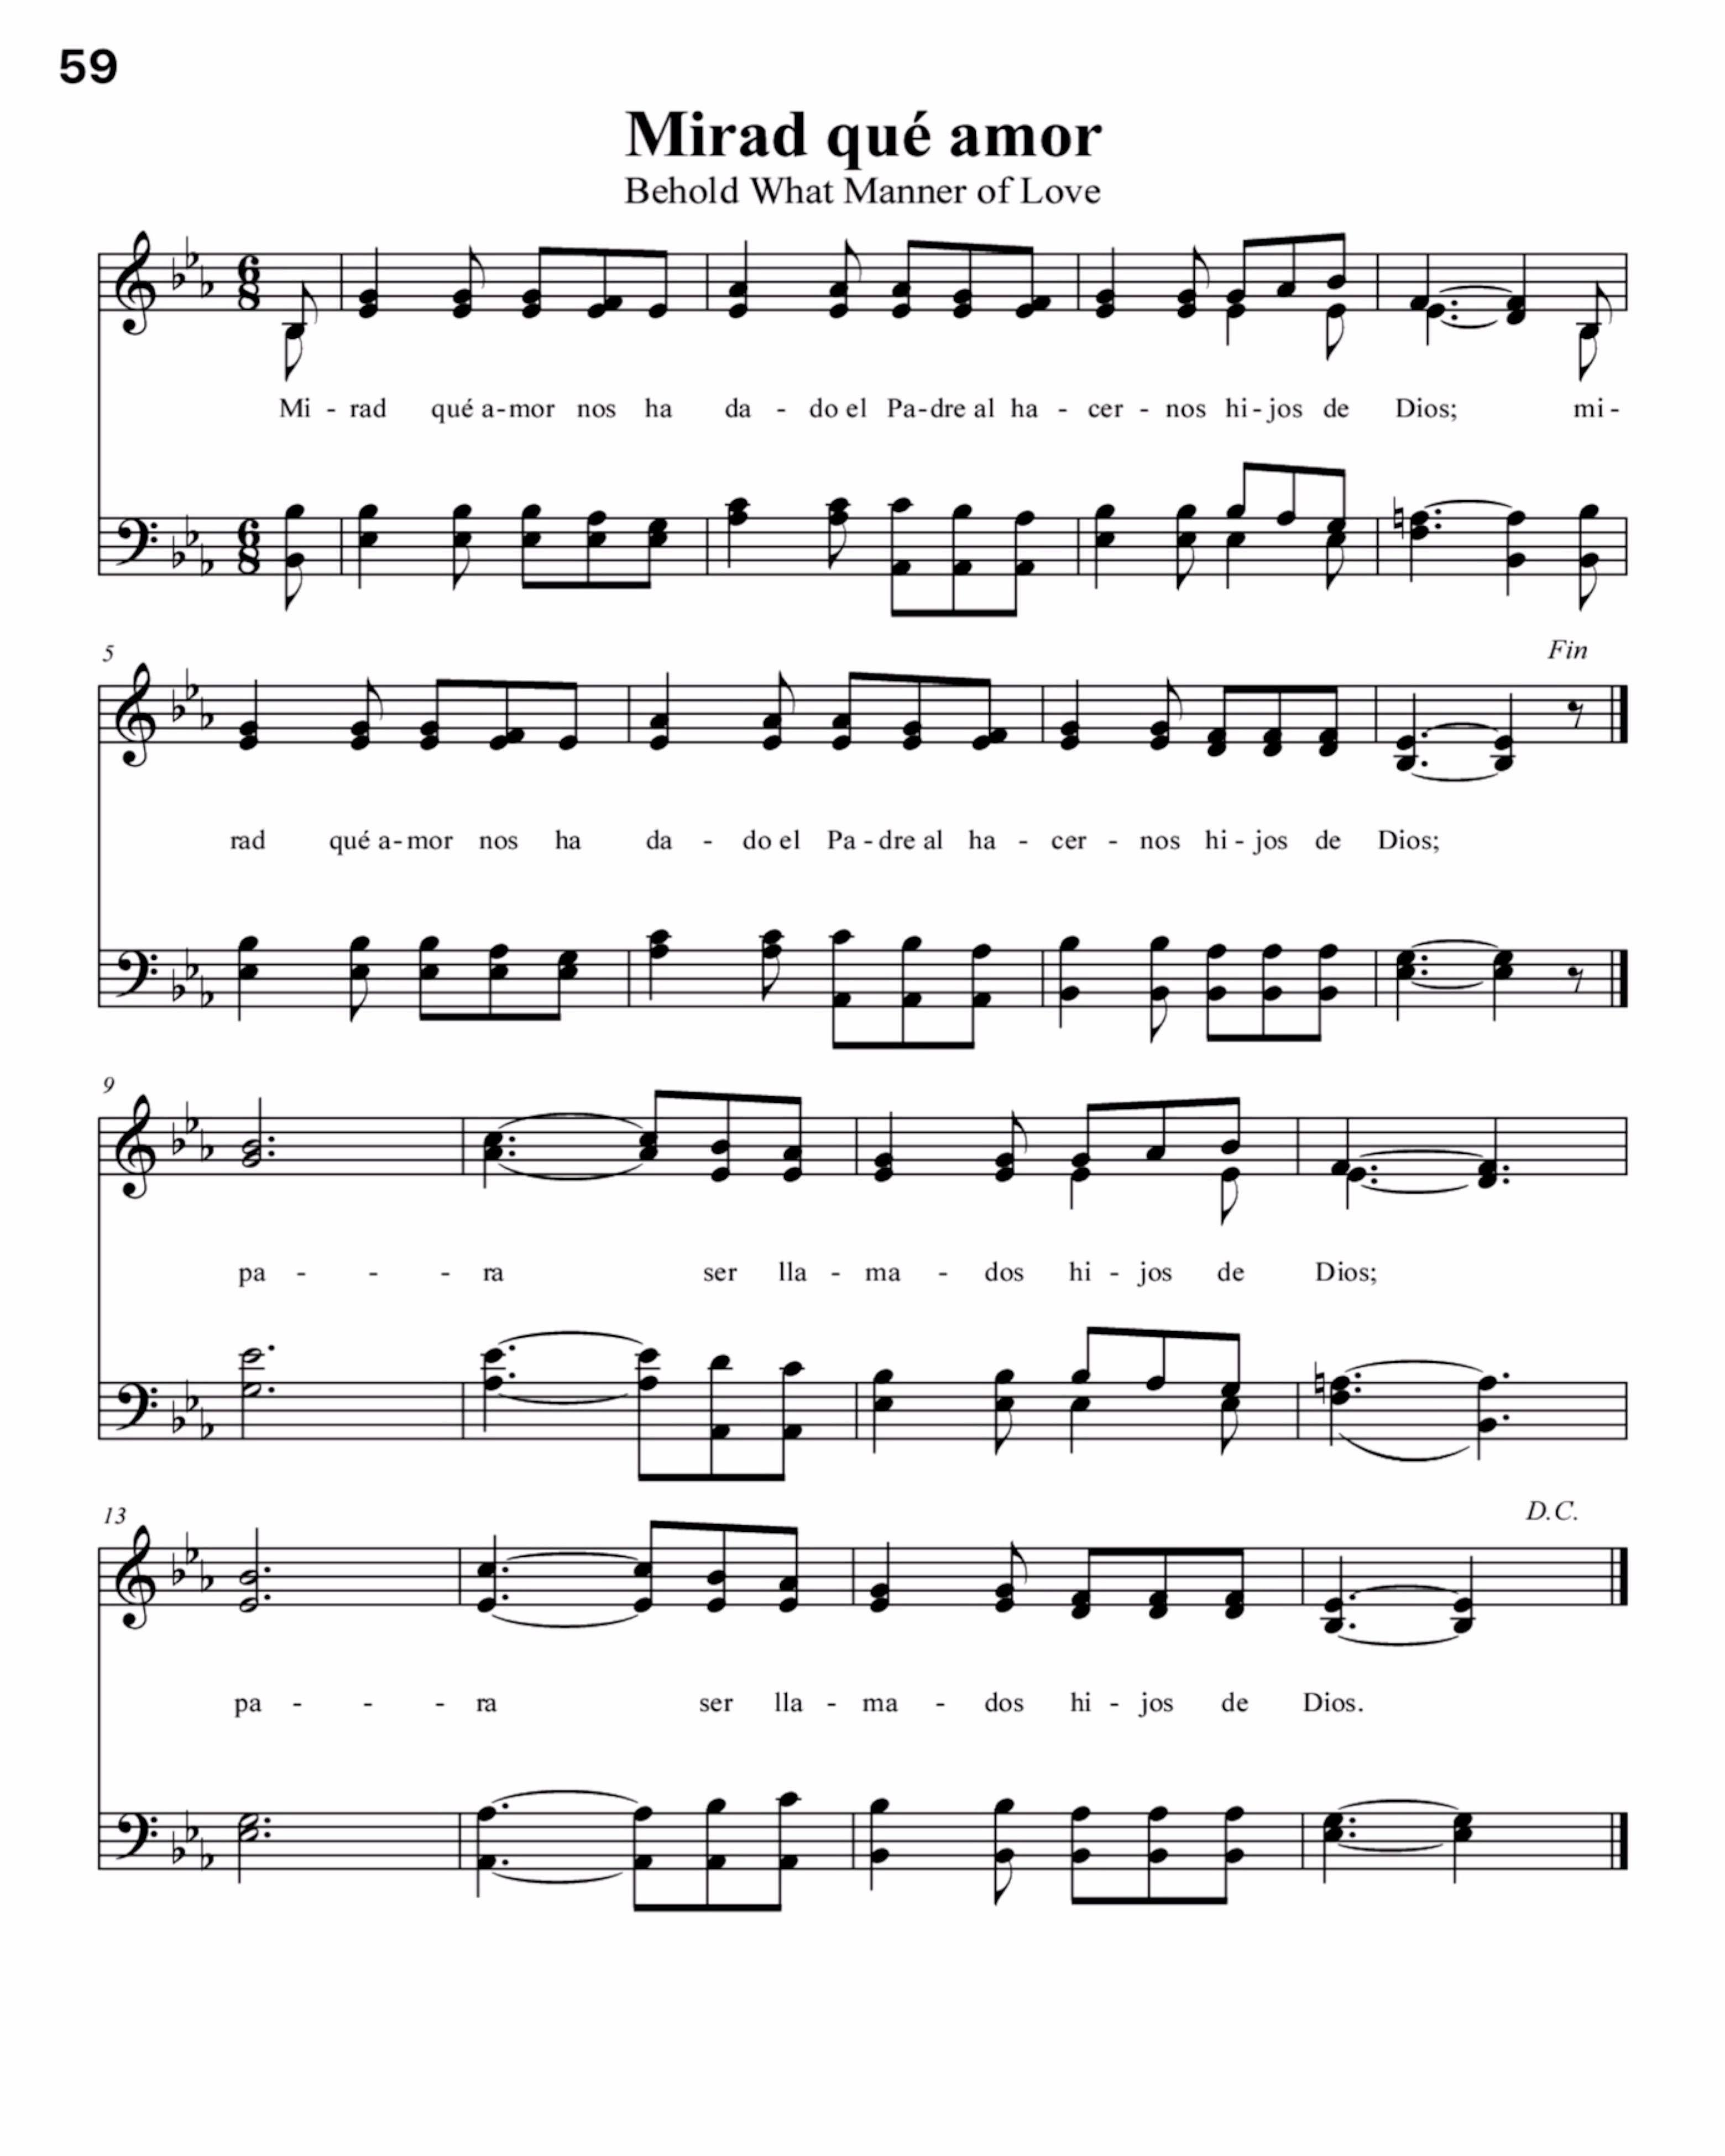 59
Mirad qué amor
Behold What Manner of Love
6 8
Mi - rad qué a-mor nos ha da - do el Pa-dre al ha - cer - nos hi-jos de Dios; mi-
6 8
5
Fin
rad qué a-mor nos ha da - do el Pa-dre al ha - cer - nos hi-jos de Dios;
9
pa - - - ra ser lla - ma - dos hi - jos de Dios;
13
D.C.
pa - - - ra ser lla - ma - dos hi - jos de Dios.